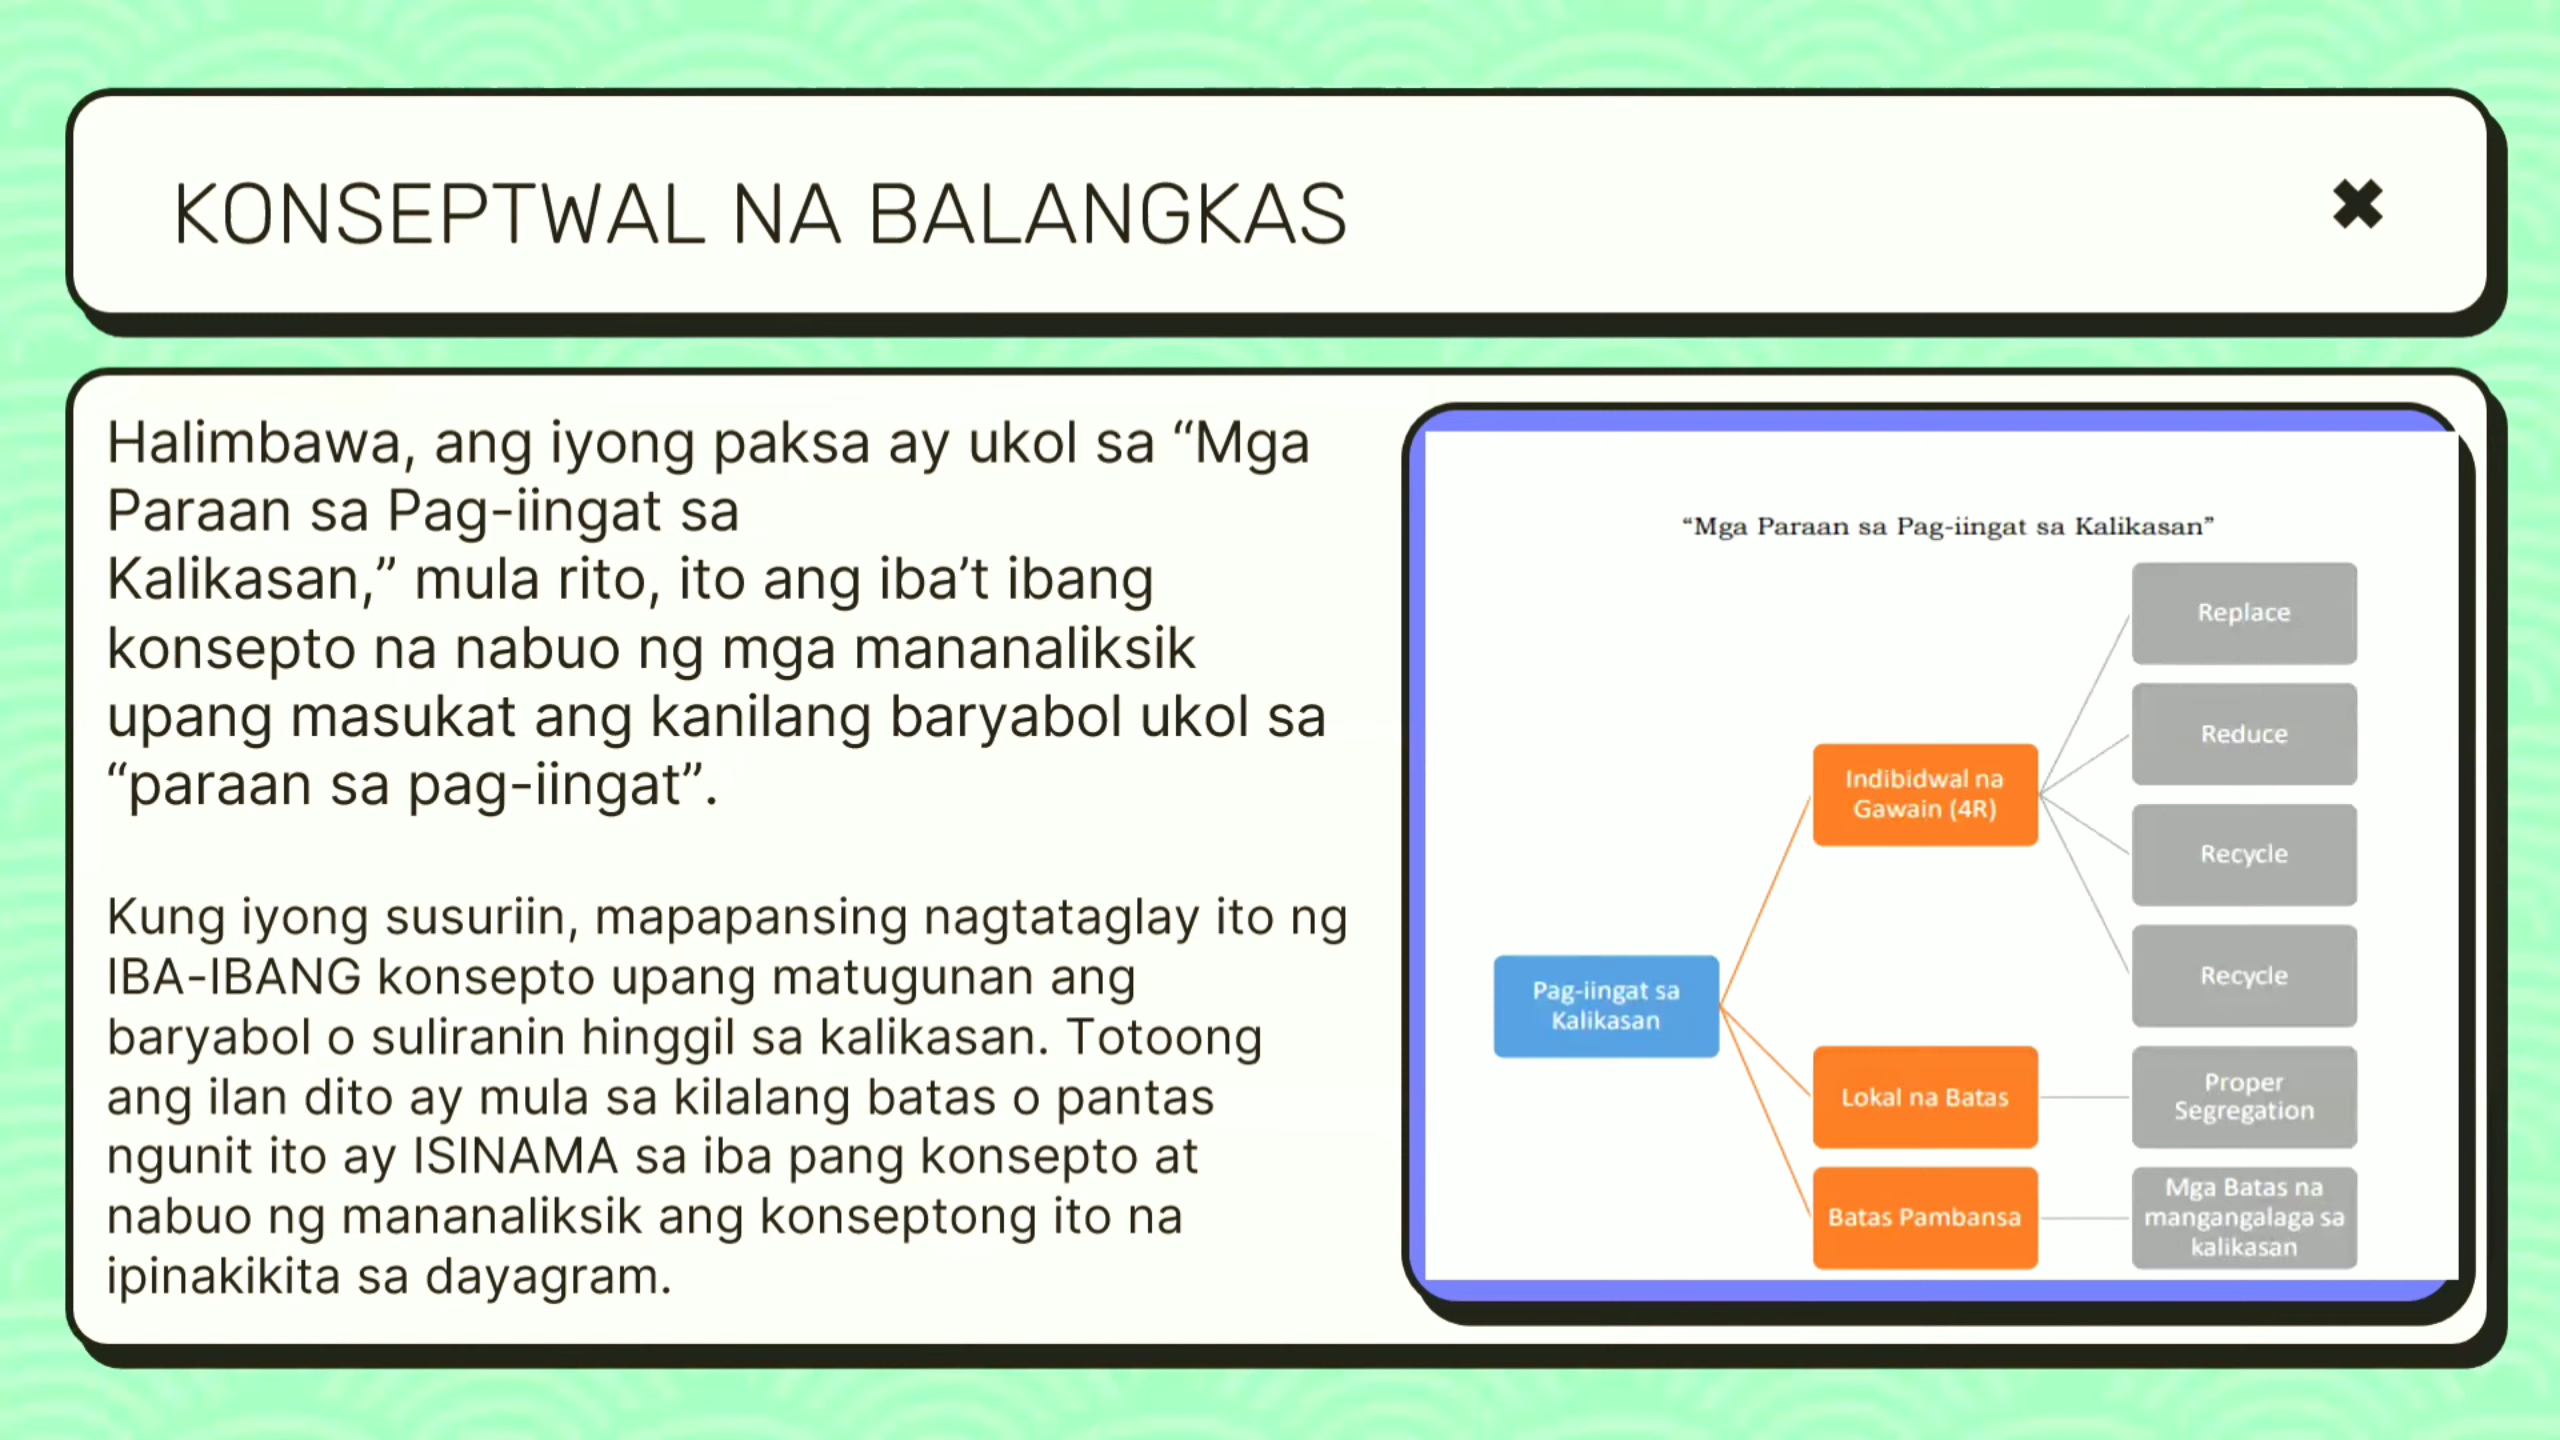 KONSEPTWAL NA BALANGKAS
Halimbawa, ang iyong paksa ay ukol sa “Mga
Paraan sa Pag-iingat sa
Kalikasan,” mula rito, ito ang iba’t ibang
konsepto na nabuo ng mga mananaliksik
upang masukat ang kanilang baryabol ukol sa
“paraan sa pag-iingat”.
Kung iyong susuriin, mapapansing nagtataglay ito ng
IBA-IBANG konsepto upang matugunan ang
baryabol o suliranin hinggil sa kalikasan. Totoong
ang ilan dito ay mula sa kilalang batas o pantas
ngunit ito ay ISINAMA sa iba pang konsepto at
nabuo ng mananaliksik ang konseptong ito na
ipinakikita sa dayagram.
“Mga Paraan sa Pag-iingat sa Kalikasan”
Pag-iingat sa
Kalikasan
Indibidwal na
Gawain (4R)
Replace
Reduce
Recycle
Recycle
Lokal na Batas
Proper
Segregation
Batas Pambansa
Mga Batas na
mangangalaga sa
kalikasan